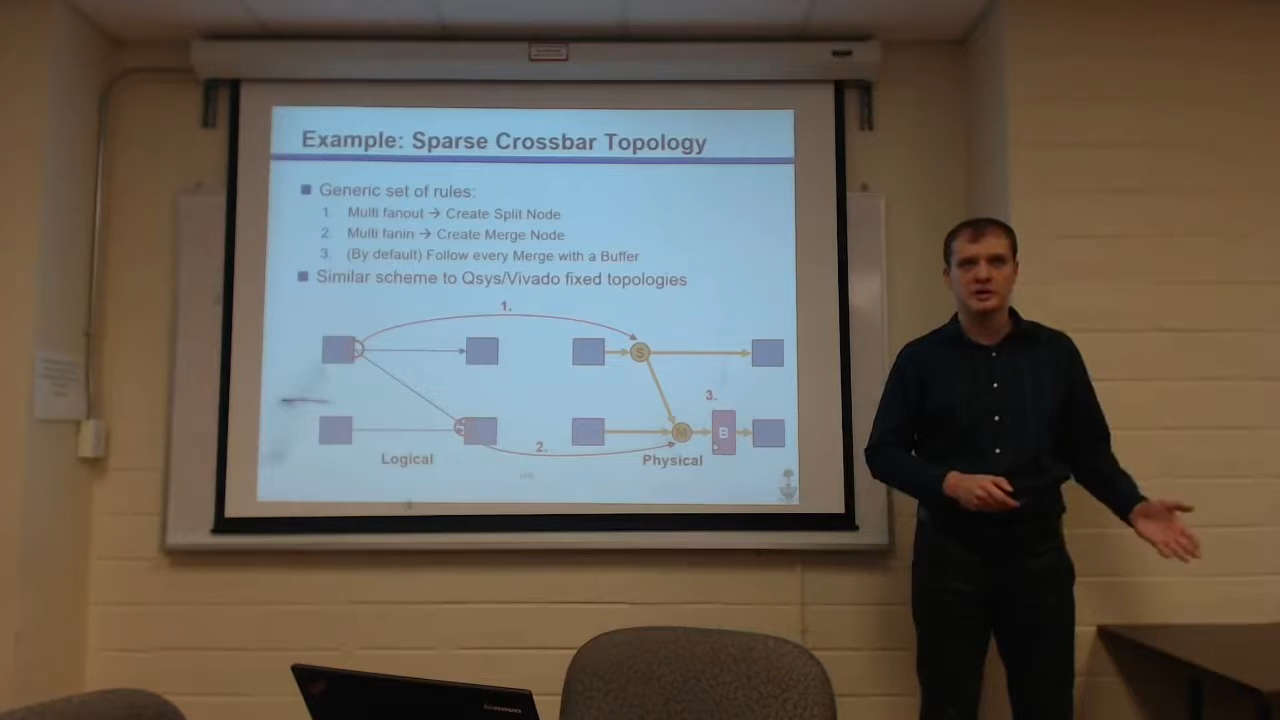 Example: Sparse Crossbar Topology
Generic set of rules:
1. Multi fanout → Create Split Node
2. Multi fanin → Create Merge Node
3. (By default) Follow every Merge with a Buffer
Similar scheme to Qsys/Vivado fixed topologies
1.
S
3.
M
B
2.
Logical
Physical
lenovo